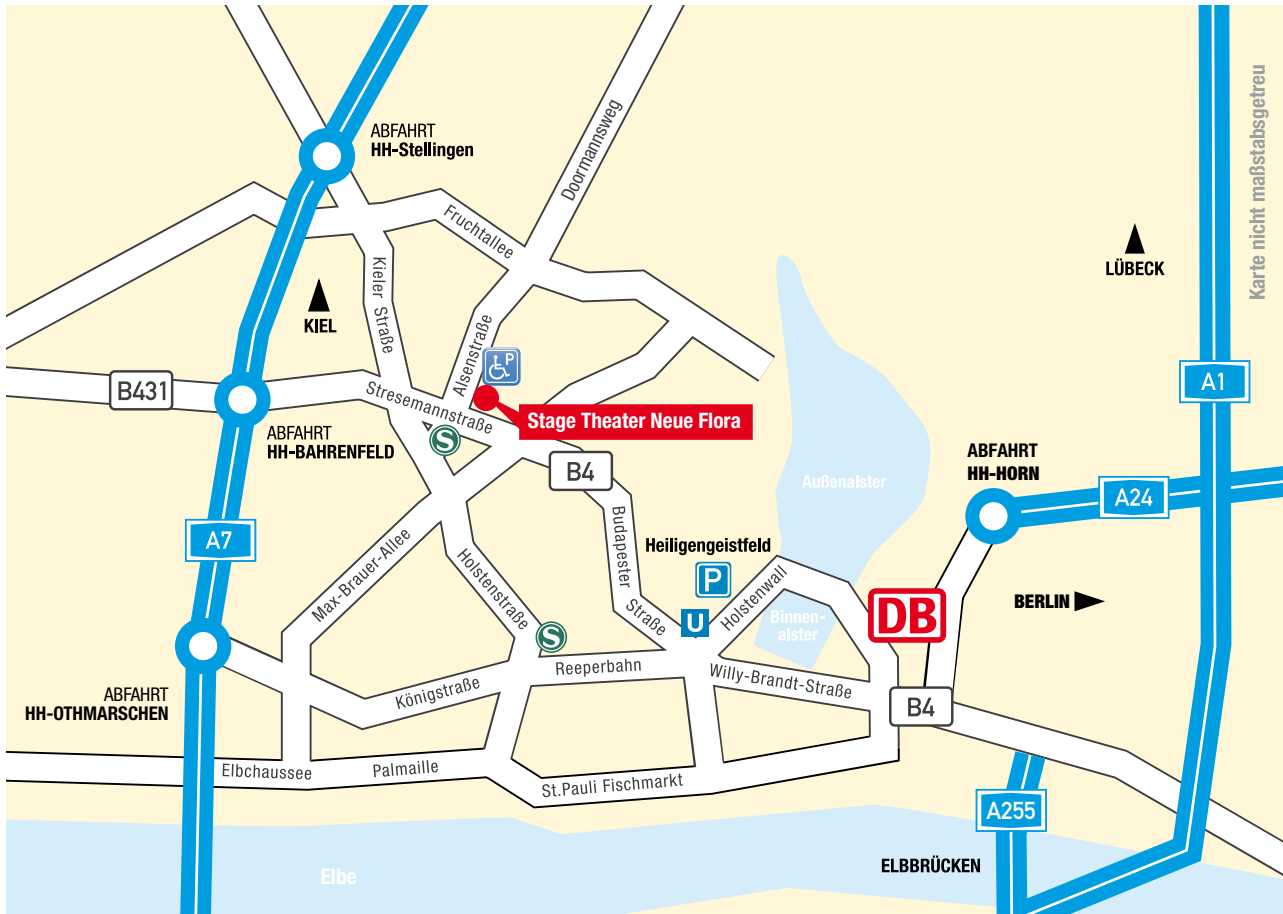 ABFAHRT
HH-Stellingen
Doormannsweg
Karte nicht maßstabsgetreu
Fruchtallee
LÜBECK
Kieler Straße
KIEL
Alsenstraße
P
A1
B431
Stresemannstraße
Stage Theater Neue Flora
ABFAHRT
HH-BAHRENFELD
S
B4
ABFAHRT
HH-HORN
Außenalster
A24
A7
Budapester
Straße
Heiligengeistfeld
P
Max-Brauer-Allee
Holstenstraße
Holstenwall
U
Binnen-
alster
DB
BERLIN
S
Reeperbahn
Willy-Brandt-Straße
Königstraße
ABFAHRT
HH-OTHMARSCHEN
B4
Elbchaussee
Palmaille
St.Pauli Fischmarkt
A255
ELBBRÜCKEN
Elbe